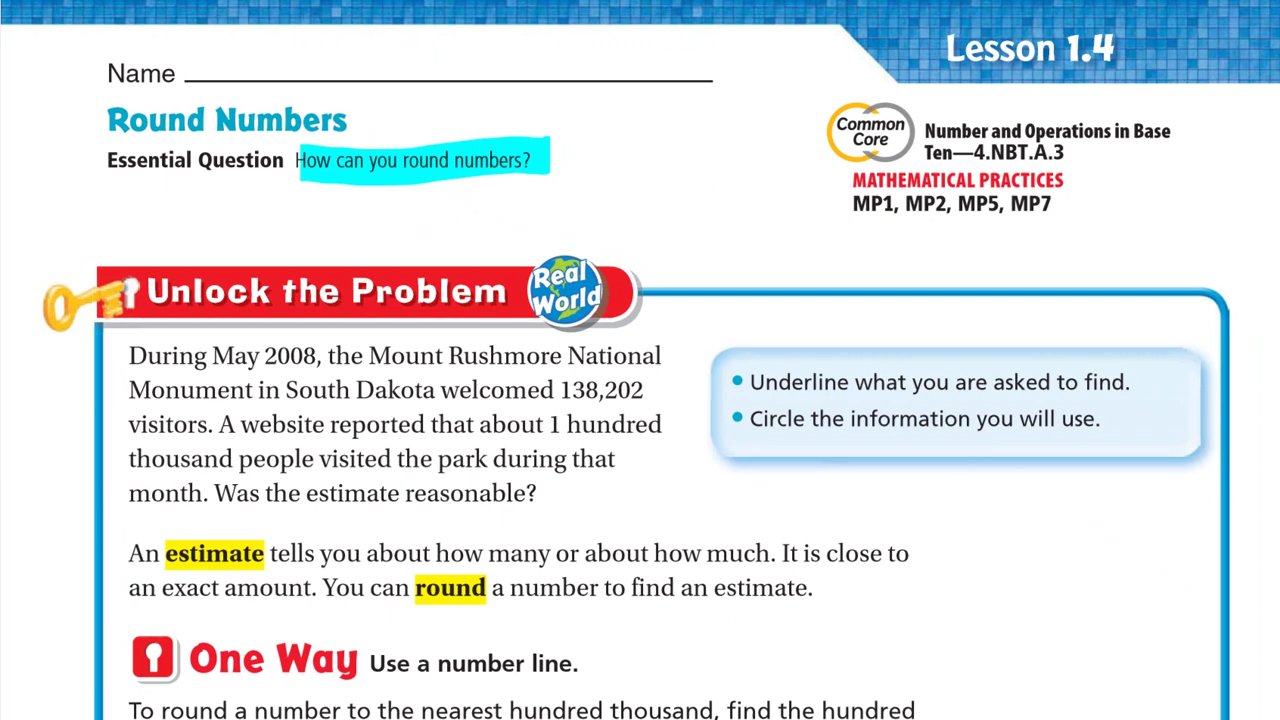 Lesson 1.4
Name
Round Numbers
Essential Question How can you round numbers?
Common
Core
Number and Operations in Base
Ten—4.NBT.A.3
MATHEMATICAL PRACTICES
MP1, MP2, MP5, MP7
Unlock the Problem
Real
World
During May 2008, the Mount Rushmore National
Monument in South Dakota welcomed 138,202
visitors. A website reported that about 1 hundred
thousand people visited the park during that
month. Was the estimate reasonable?
• Underline what you are asked to find.
• Circle the information you will use.
An estimate tells you about how many or about how much. It is close to
an exact amount. You can round a number to find an estimate.
One Way Use a number line.
To round a number to the nearest hundred thousand, find the hundred